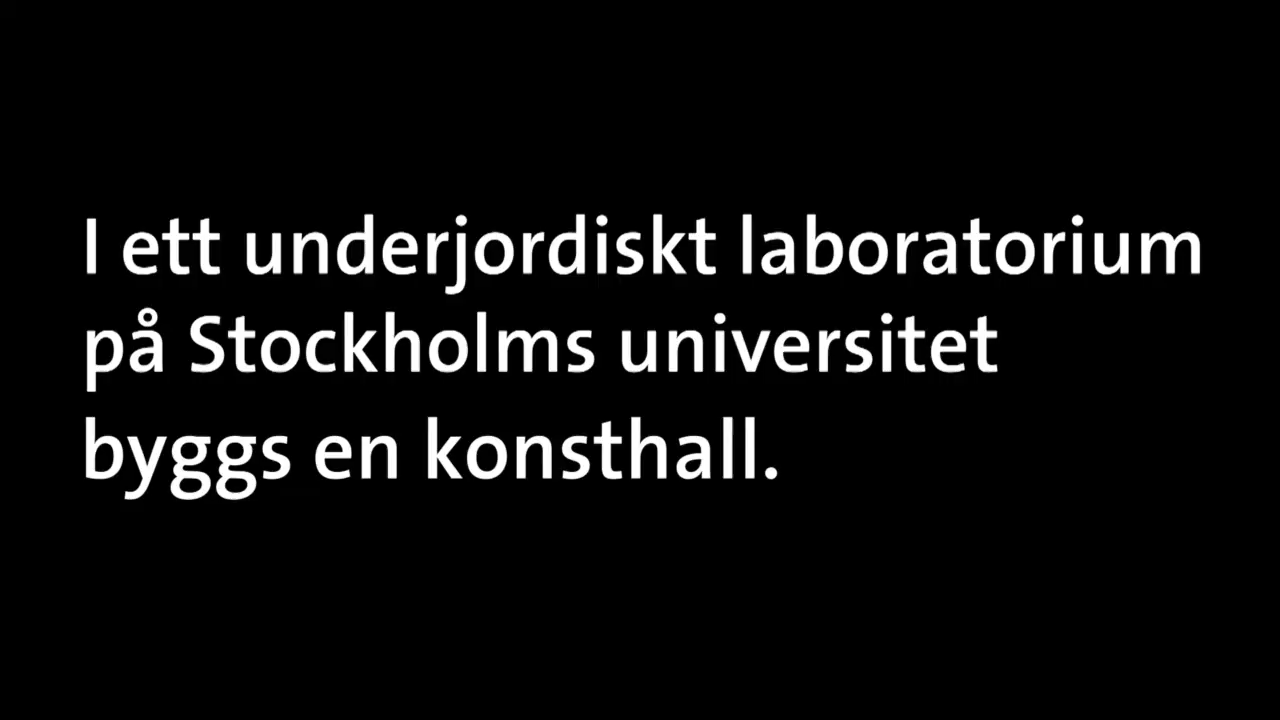 I ett underjordiskt laboratorium
på Stockholms universitet
byggs en konsthall.